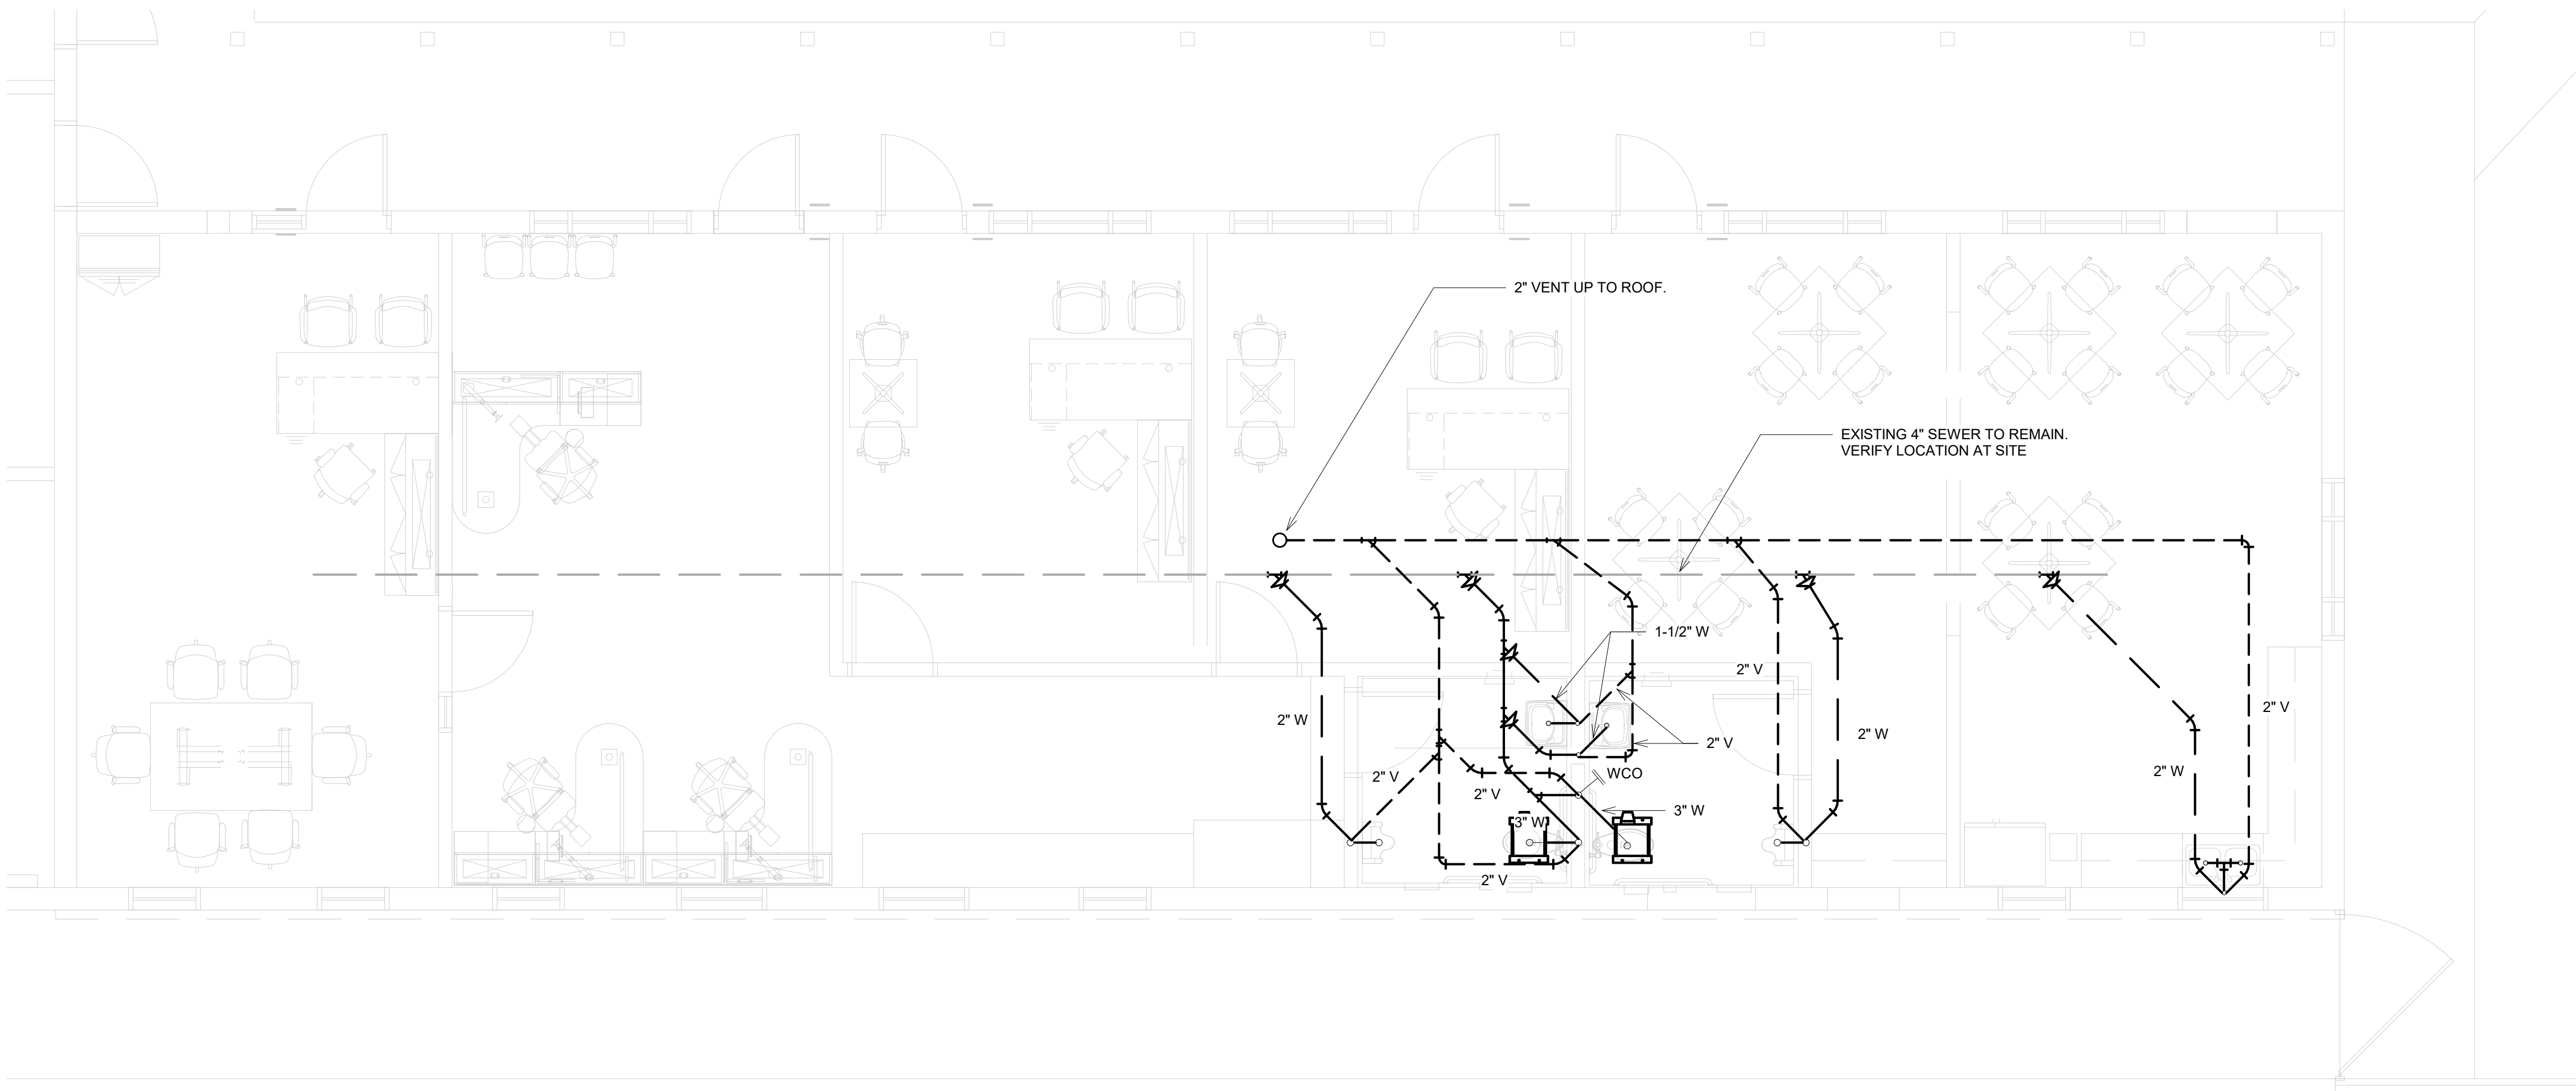 2" VENT UP TO ROOF.
EXISTING 4" SEWER TO REMAIN.
VERIFY LOCATION AT SITE
1-1/2" W
2" V
2" V
2" W
2" W
2" V
WCO
2" W
2" V
2" V
3" W
3" W
2" V